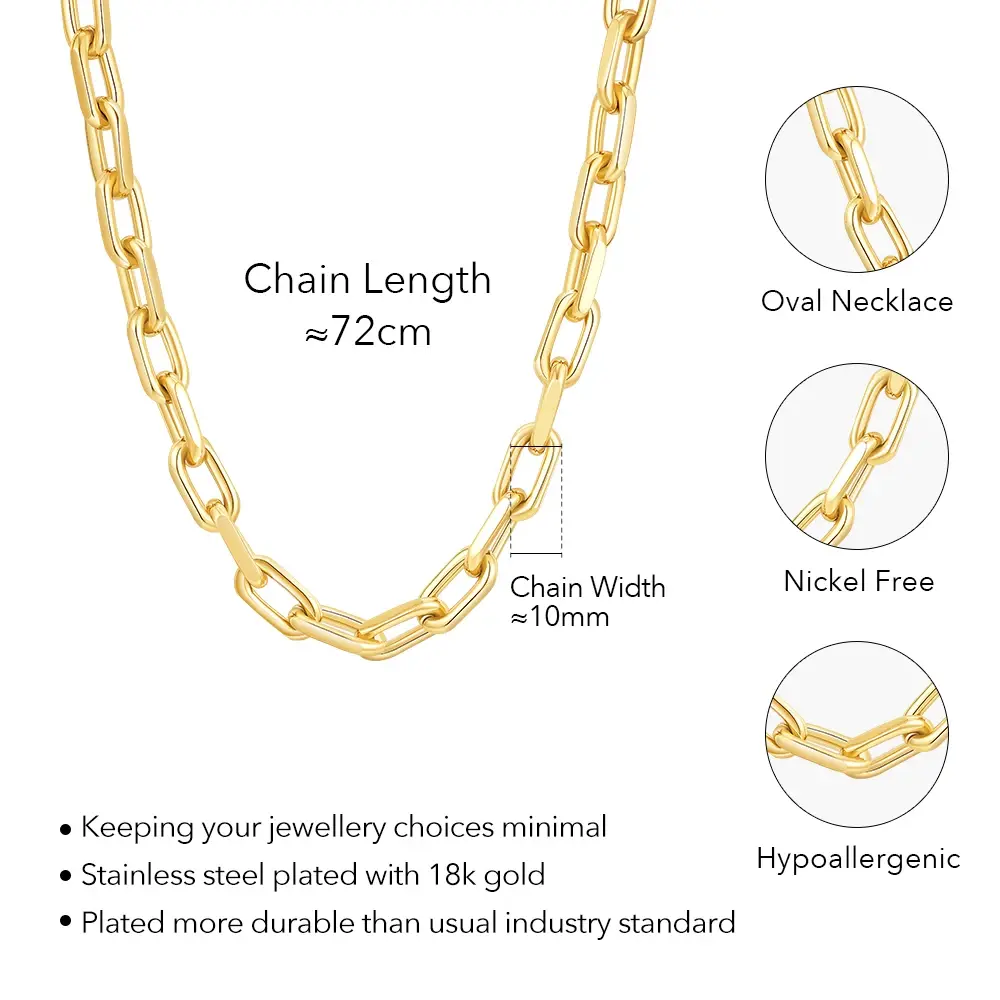 Chain Length
≈72cm
Oval Necklace
Chain Width
≈10mm
Nickel Free
Hypoallergenic
• Keeping your jewellery choices minimal
• Stainless steel plated with 18k gold
• Plated more durable than usual industry standard